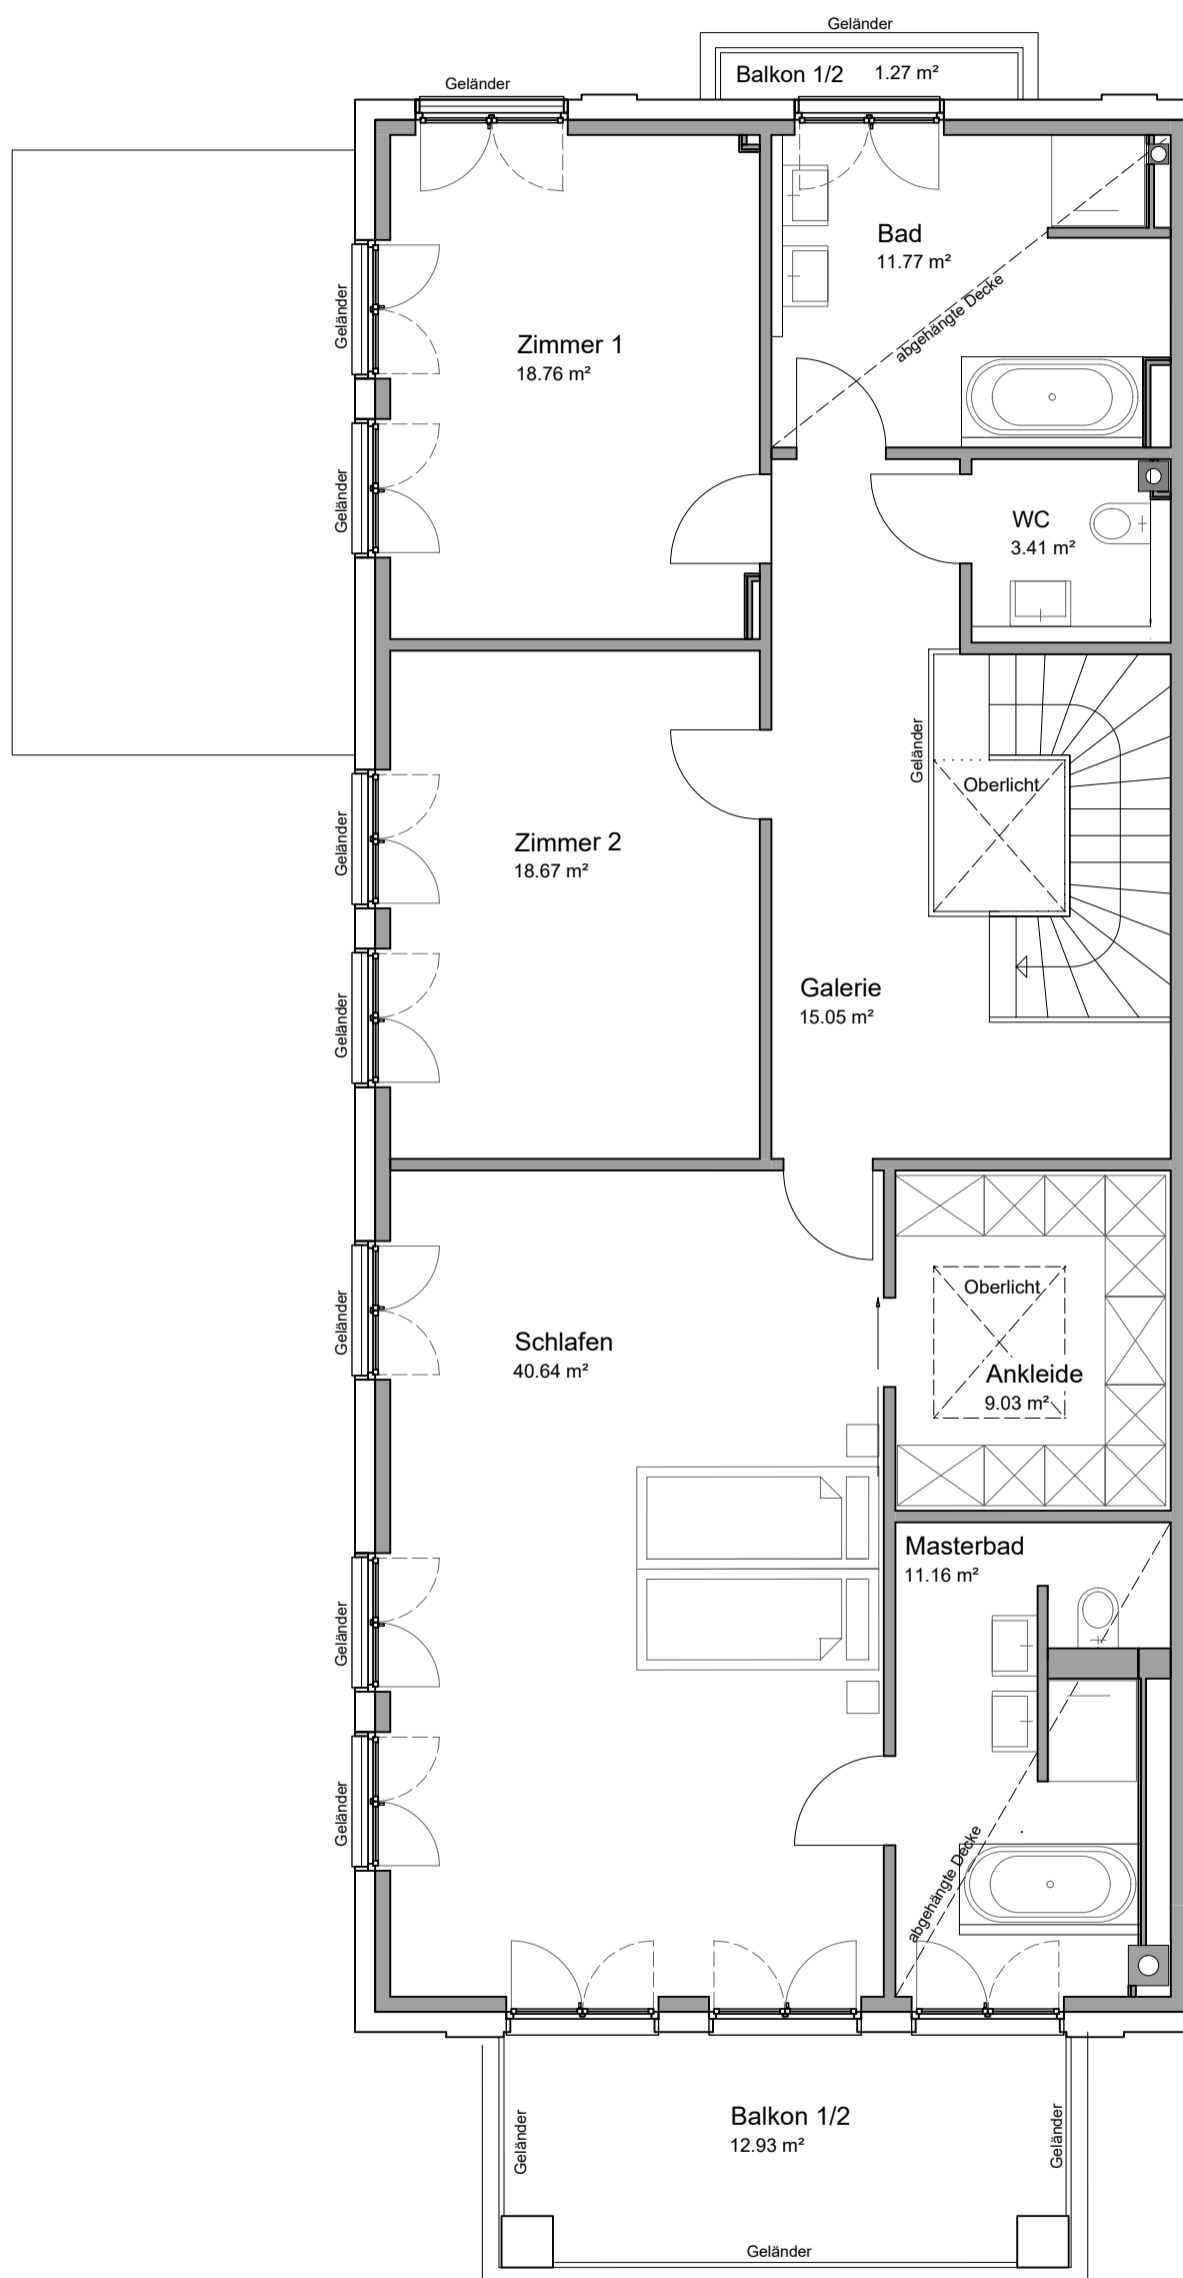 Geländer
Balkon 1/2 1.27 m²
Geländer
Bad
11.77 m²
abgehängte Decke
Geländer
Zimmer 1
18.76 m²
Geländer
WC
3.41 m²
Geländer
Oberlicht
Geländer
Zimmer 2
18.67 m²
Galerie
15.05 m²
Geländer
Geländer
Oberlicht
Schlafen
40.64 m²
Ankleide
9.03 m²
Masterbad
11.16 m²
Geländer
Geländer
abgehängte Decke
Balkon 1/2
12.93 m²
Geländer
Geländer
Geländer